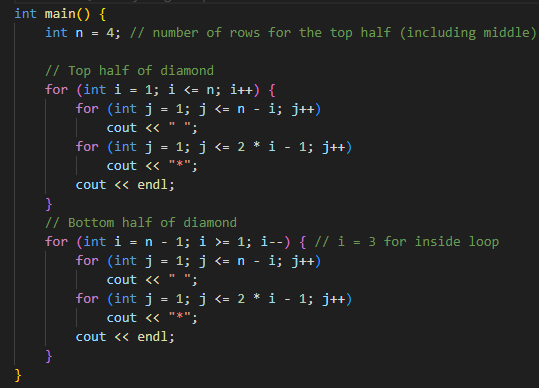 int main() {
    int n = 4; // number of rows for the top half (including middle)

    // Top half of diamond
    for (int i = 1; i <= n; i++) {
        for (int j = 1; j <= n - i; j++)
            cout << " ";
        for (int j = 1; j <= 2 * i - 1; j++)
            cout << "*";
        cout << endl;
    }
    // Bottom half of diamond
    for (int i = n - 1; i >= 1; i--) { // i = 3 for inside loop
        for (int j = 1; j <= n - i; j++)
            cout << " ";
        for (int j = 1; j <= 2 * i - 1; j++)
            cout << "*";
        cout << endl;
    }
}